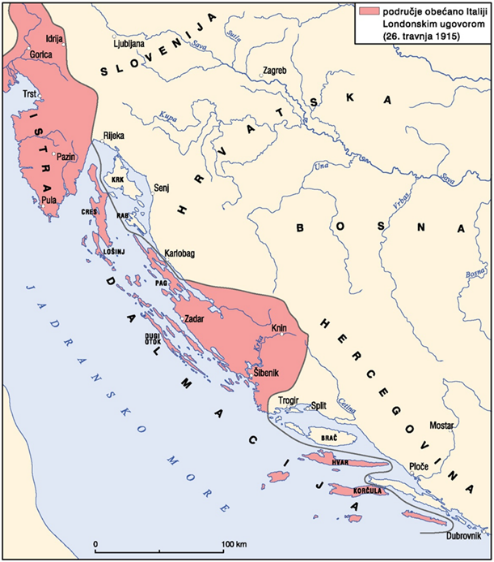 područje obećano Italiji
Londonskim ugovorom
(26. travnja 1915)
Idrija
Gorica
Ljubljana
Sava
Sutla
SLOVENIJA
Zagreb
Trst
HRVATSKA
ISTRA
Kupa
Rijeka
Pazin
Una
Vrbas
Sava
KRK
Senj
Pula
CRES
RAB
BOSNA
LOŠINJ
Karlobag
Borna
PAG
JADRANSKO MORE
DALMACIJA
Zadar
Knin
HERCEGOVINA
DUGI
OTOK
Krka
Šibenik
Trogir
Split
Cetina
BRAČ
Mostar
HVAR
Ploče
KORČULA
Dubrovnik
0
100 km